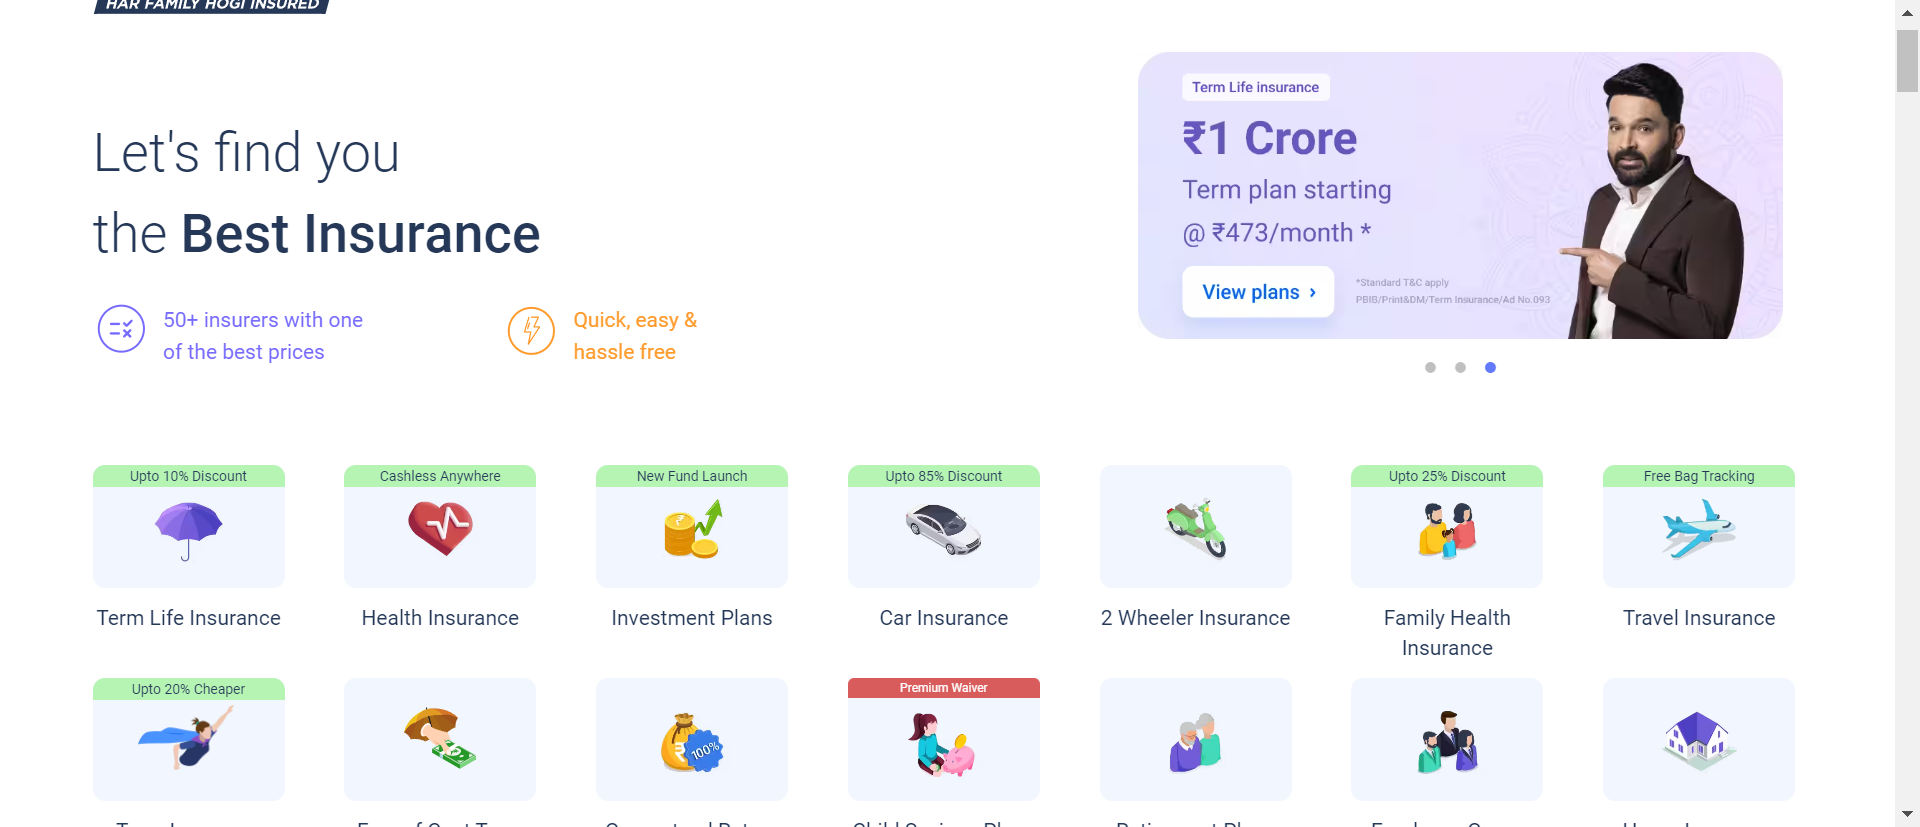 HAR FAMILY HOGI INSURED
Let's find you
the Best Insurance
50+ insurers with one
of the best prices
Quick, easy &
hassle free
Term Life insurance
₹1 Crore
Term plan starting
@ ₹473/month *
View plans ›
*Standard T&C apply
PBIB/Print&DM/Term Insurance/Ad No.093
Upto 10% Discount
Cashless Anywhere
New Fund Launch
Upto 85% Discount
Upto 25% Discount
Free Bag Tracking
Term Life Insurance
Health Insurance
Investment Plans
Car Insurance
2 Wheeler Insurance
Family Health
Insurance
Travel Insurance
Upto 20% Cheaper
Premium Waiver
₹ 100%